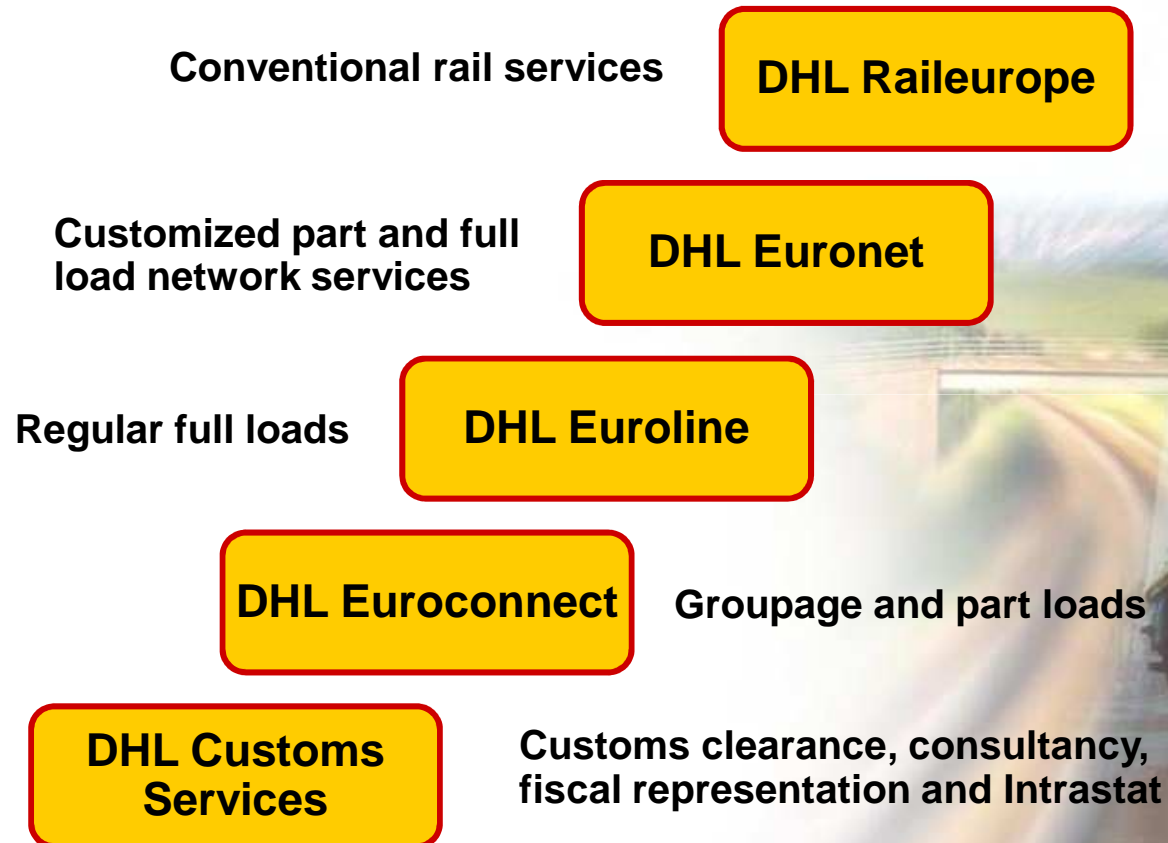 Conventional rail services
DHL Raileurope
Customized part and full
load network services
DHL Euronet
Regular full loads
DHL Euroline
DHL Euroconnect
Groupage and part loads
DHL Customs
Services
Customs clearance, consultancy,
fiscal representation and Intrastat